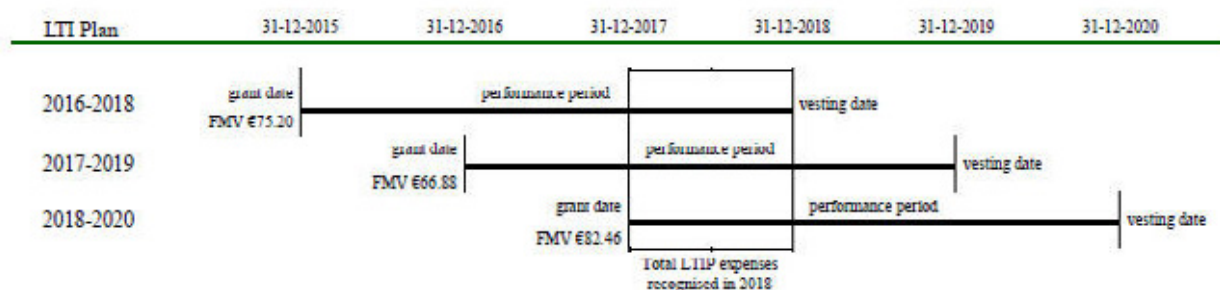 LTI Plan 31-12-2015 31-12-2016 31-12-2017 31-12-2018 31-12-2019 31-12-2020
grant date performance period
2016-2018 vesting date
FMV €75.20
grant date performance period
2017-2019 vesting date
FMV €66.88
grant date performance period
2018-2020 vesting date
FMV €82.46
Total LTIP expenses
recognised in 2018